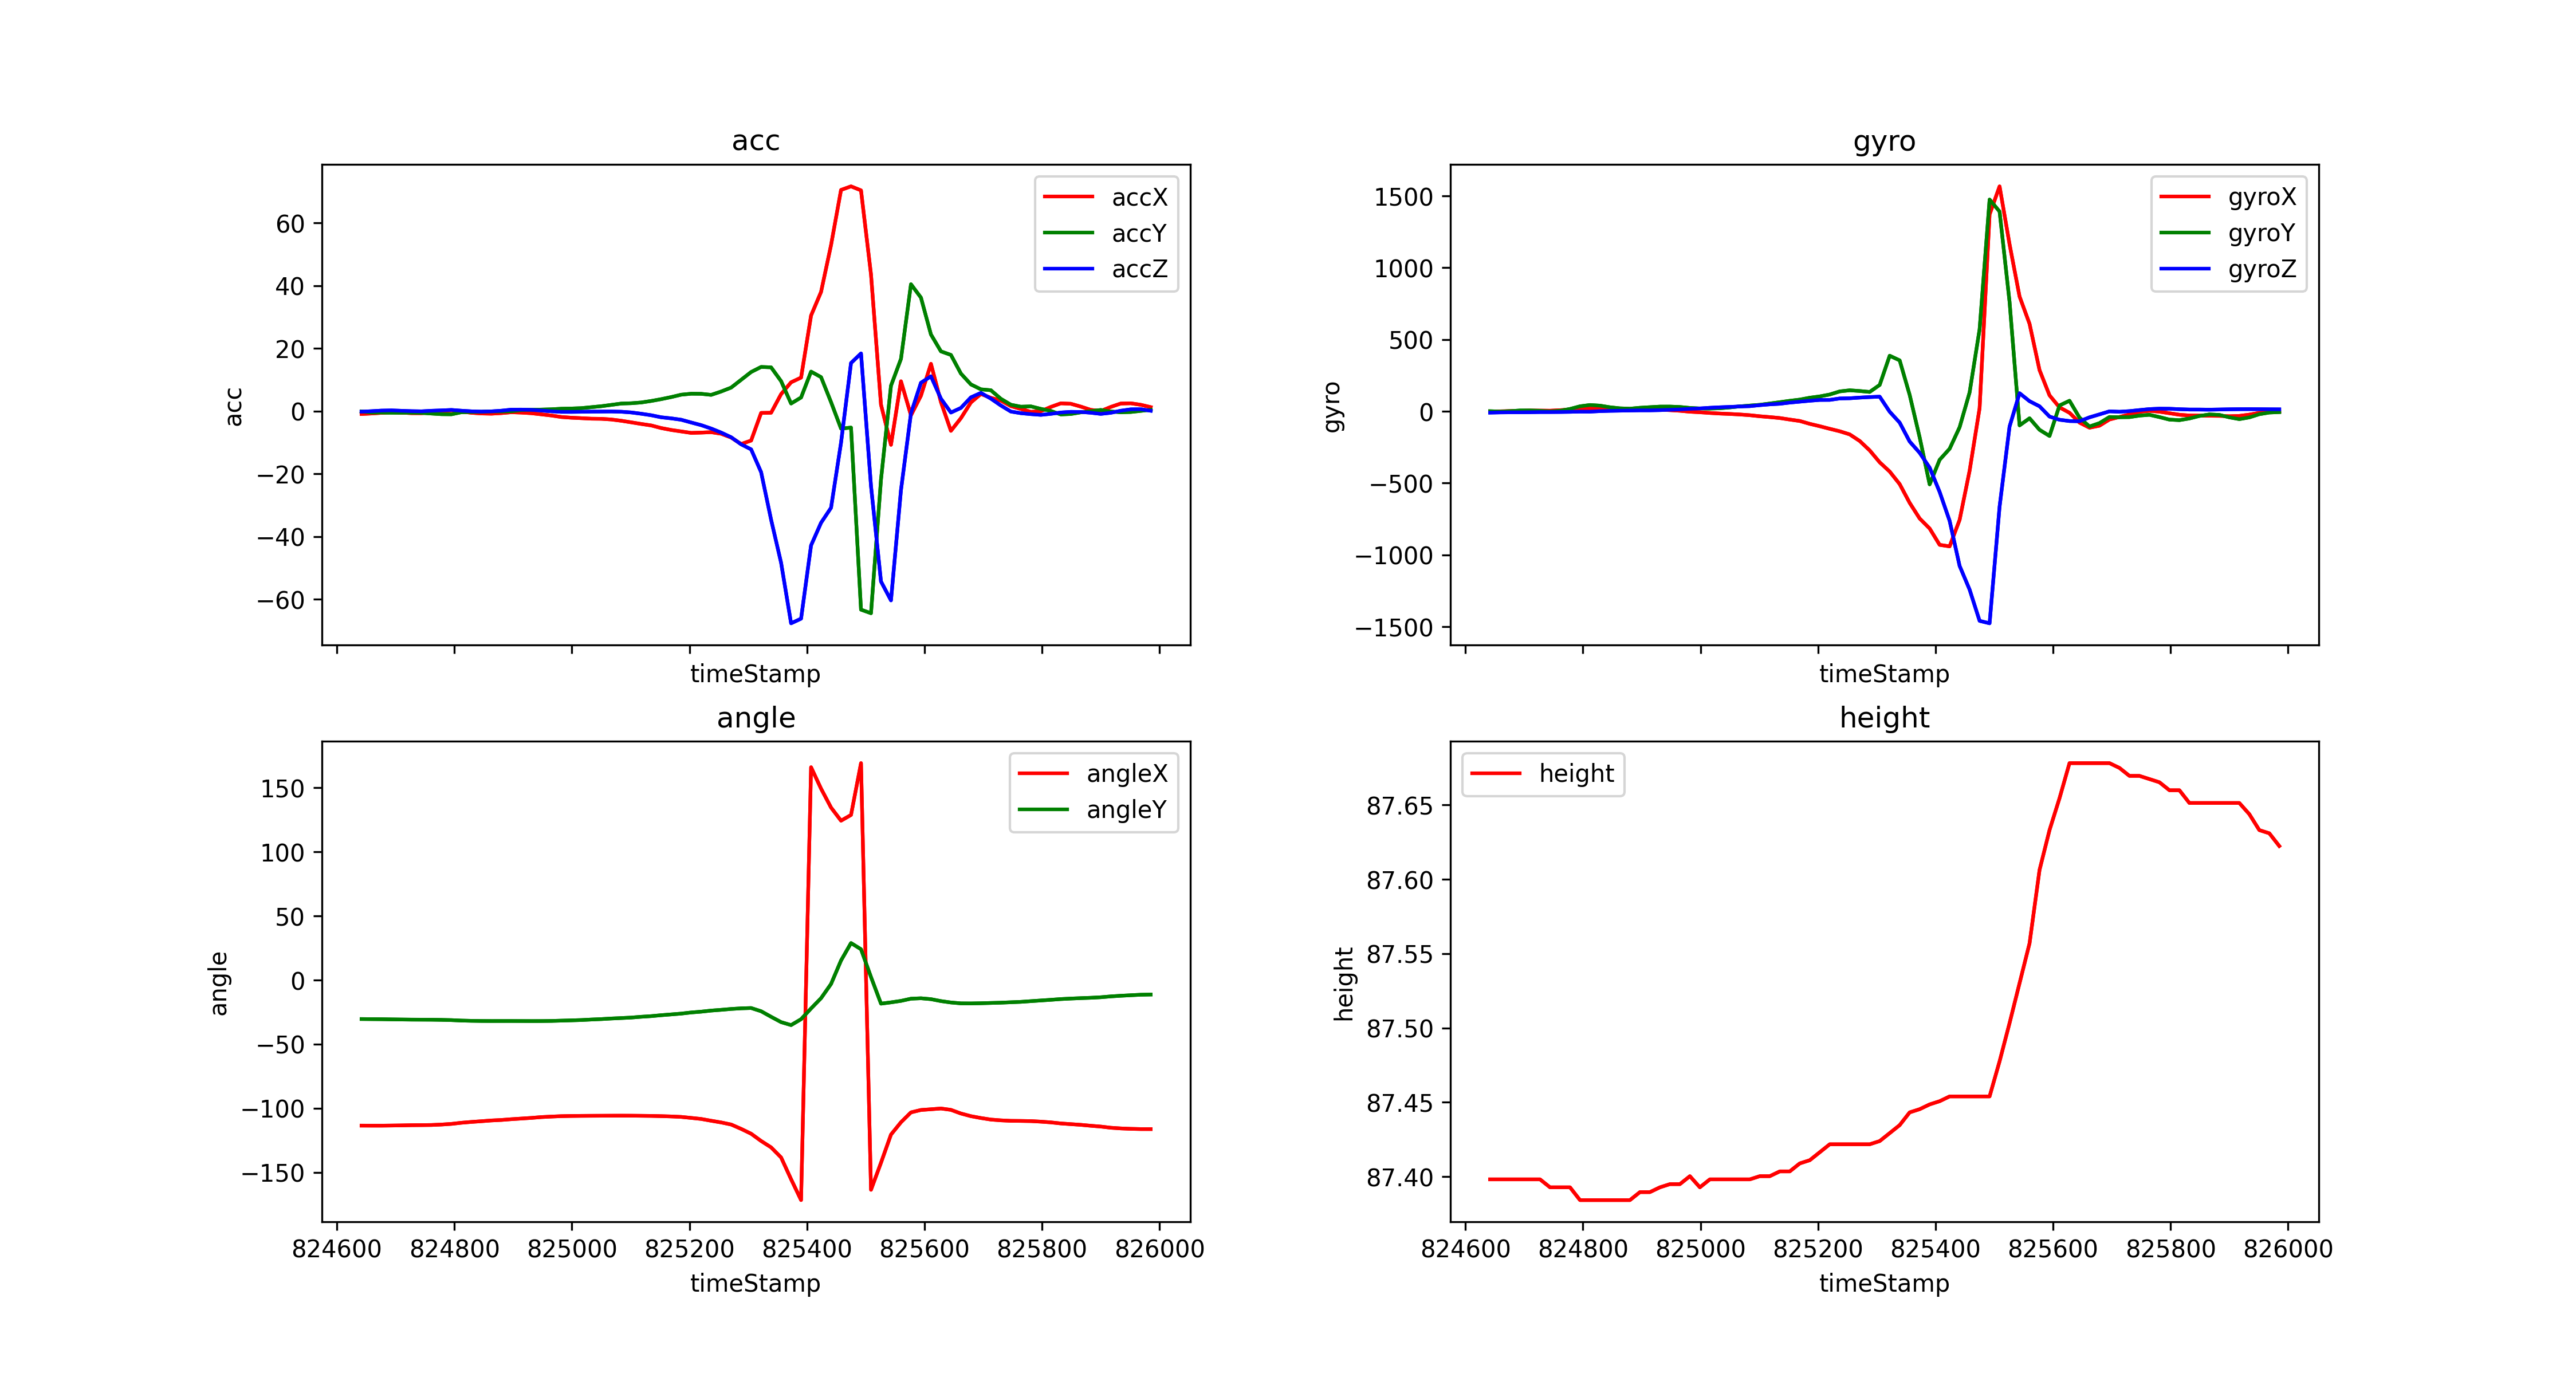 acc
acc
60
40
20
0
−20
−40
−60
accX
accY
accZ
timeStamp
gyro
gyro
1500
1000
500
0
−500
−1000
−1500
gyroX
gyroY
gyroZ
timeStamp
angle
angle
150
100
50
0
−50
−100
−150
angleX
angleY
824600 824800 825000 825200 825400 825600 825800 826000
timeStamp
height
height
87.65
87.60
87.55
87.50
87.45
87.40
height
824600 824800 825000 825200 825400 825600 825800 826000
timeStamp